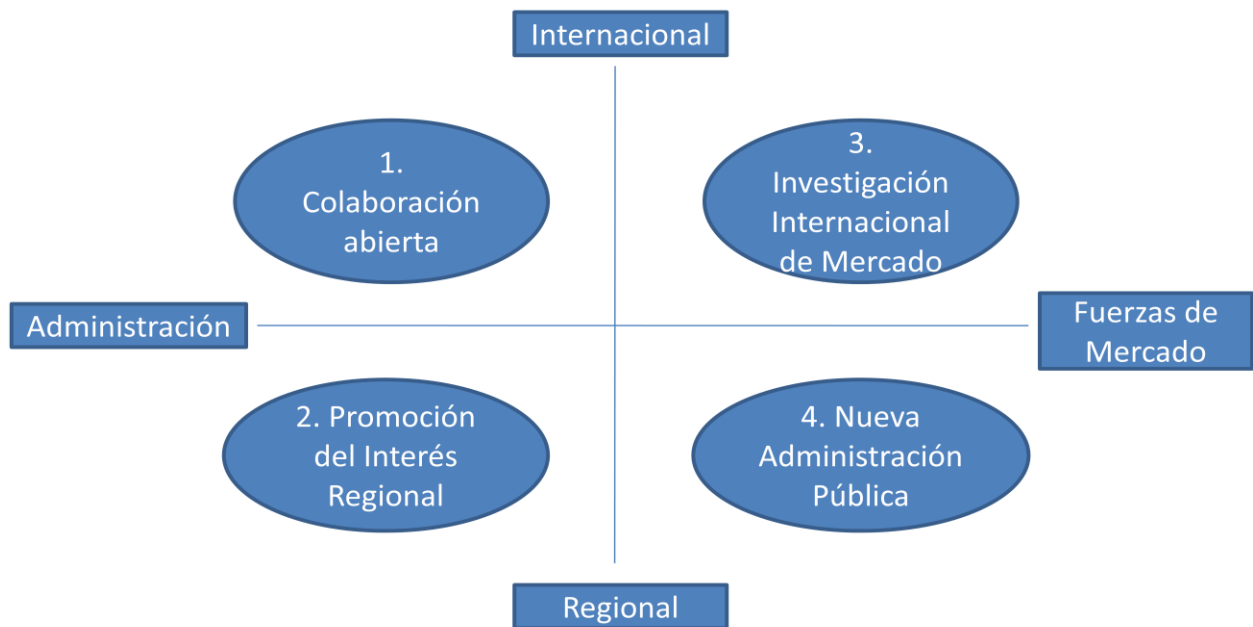 Internacional
1.
Colaboración
abierta
3.
Investigación
Internacional
de Mercado
Administración
Fuerzas de
Mercado
2. Promoción
del Interés
Regional
4. Nueva
Administración
Pública
Regional